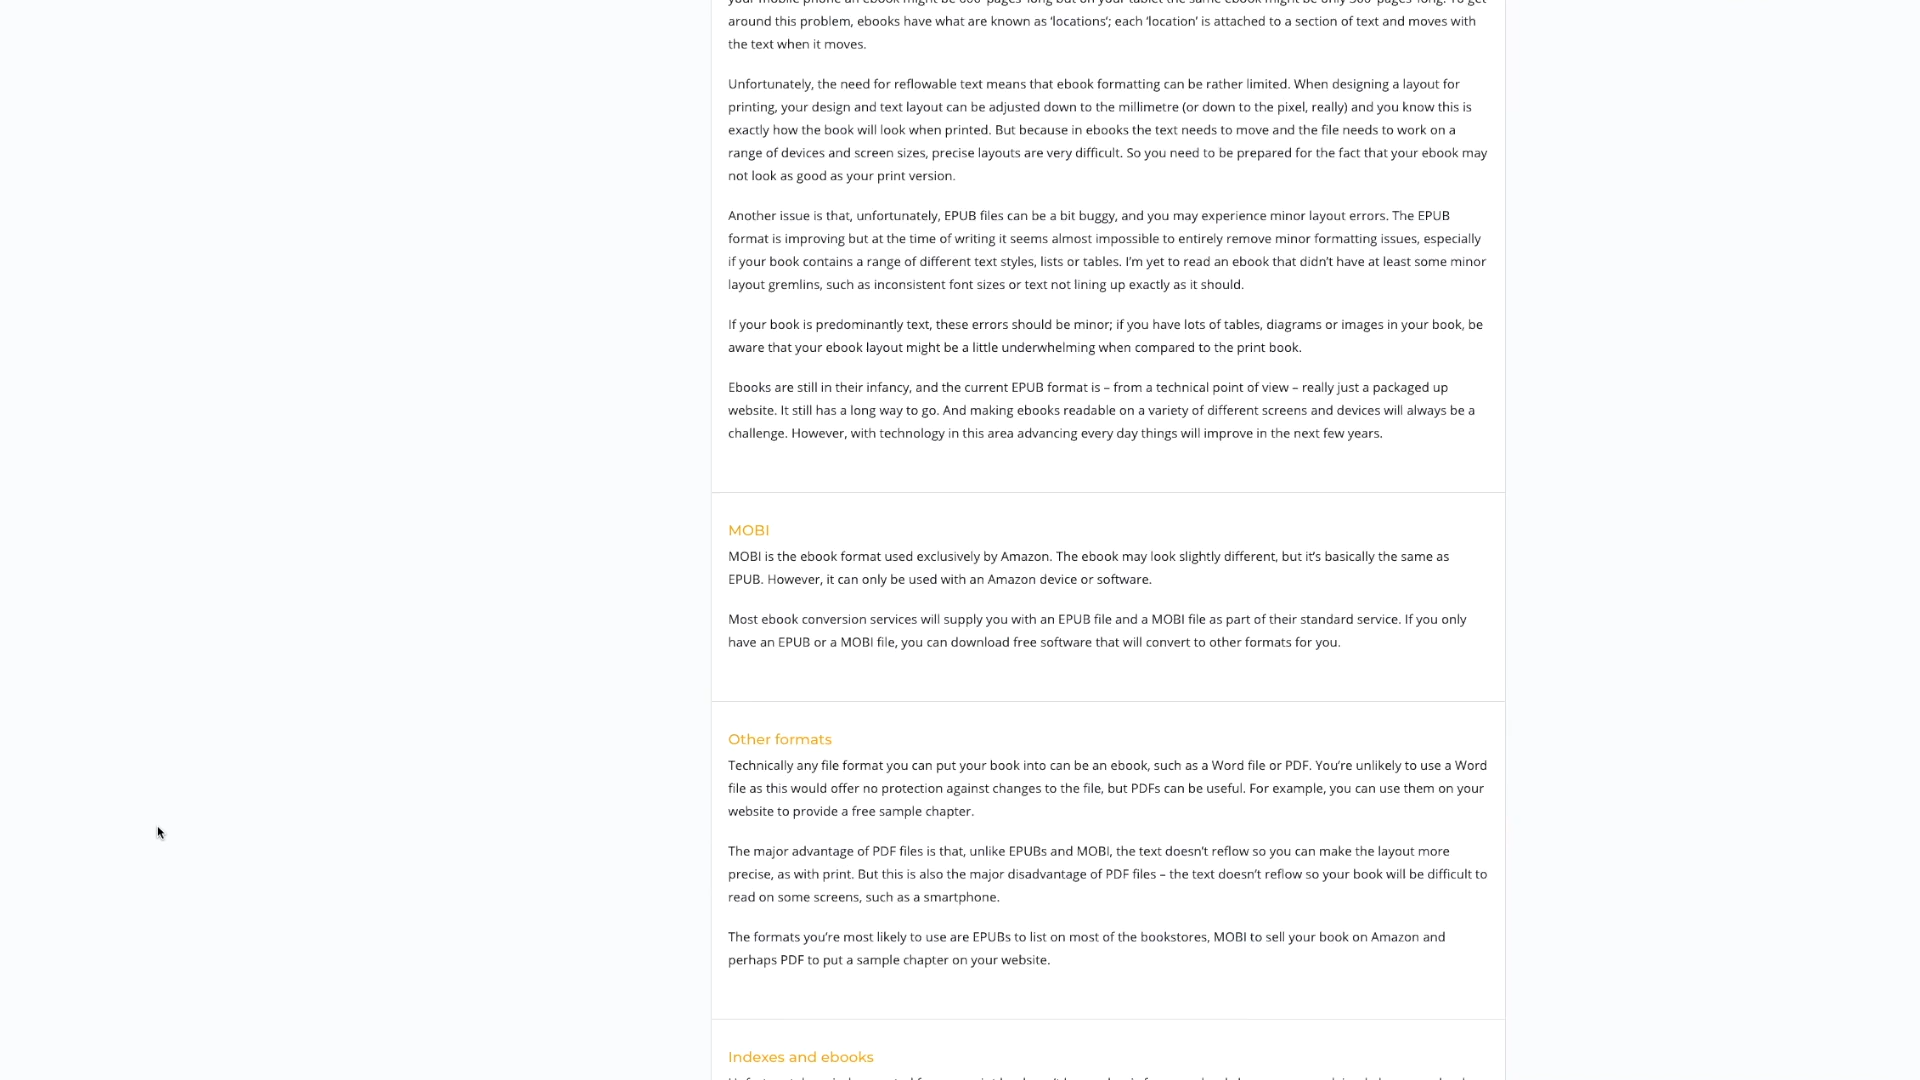 your mobile phone an ebook might be 600 'pages' long but on your tablet the same ebook might be only 300 'pages' long. To get
around this problem, ebooks have what are known as ‘locations’; each ‘location’ is attached to a section of text and moves with
the text when it moves.
Unfortunately, the need for reflowable text means that ebook formatting can be rather limited. When designing a layout for
printing, your design and text layout can be adjusted down to the millimetre (or down to the pixel, really) and you know this is
exactly how the book will look when printed. But because in ebooks the text needs to move and the file needs to work on a
range of devices and screen sizes, precise layouts are very difficult. So you need to be prepared for the fact that your ebook may
not look as good as your print version.
Another issue is that, unfortunately, EPUB files can be a bit buggy, and you may experience minor layout errors. The EPUB
format is improving but at the time of writing it seems almost impossible to entirely remove minor formatting issues, especially
if your book contains a range of different text styles, lists or tables. I’m yet to read an ebook that didn’t have at least some minor
layout gremlins, such as inconsistent font sizes or text not lining up exactly as it should.
If your book is predominantly text, these errors should be minor; if you have lots of tables, diagrams or images in your book, be
aware that your ebook layout might be a little underwhelming when compared to the print book.
Ebooks are still in their infancy, and the current EPUB format is – from a technical point of view – really just a packaged up
website. It still has a long way to go. And making ebooks readable on a variety of different screens and devices will always be a
challenge. However, with technology in this area advancing every day things will improve in the next few years.
MOBI
MOBI is the ebook format used exclusively by Amazon. The ebook may look slightly different, but it’s basically the same as
EPUB. However, it can only be used with an Amazon device or software.
Most ebook conversion services will supply you with an EPUB file and a MOBI file as part of their standard service. If you only
have an EPUB or a MOBI file, you can download free software that will convert to other formats for you.
Other formats
Technically any file format you can put your book into can be an ebook, such as a Word file or PDF. You’re unlikely to use a Word
file as this would offer no protection against changes to the file, but PDFs can be useful. For example, you can use them on your
website to provide a free sample chapter.
The major advantage of PDF files is that, unlike EPUBs and MOBI, the text doesn’t reflow so you can make the layout more
precise, as with print. But this is also the major disadvantage of PDF files – the text doesn’t reflow so your book will be difficult to
read on some screens, such as a smartphone.
The formats you’re most likely to use are EPUBs to list on most of the bookstores, MOBI to sell your book on Amazon and
perhaps PDF to put a sample chapter on your website.
Indexes and ebooks